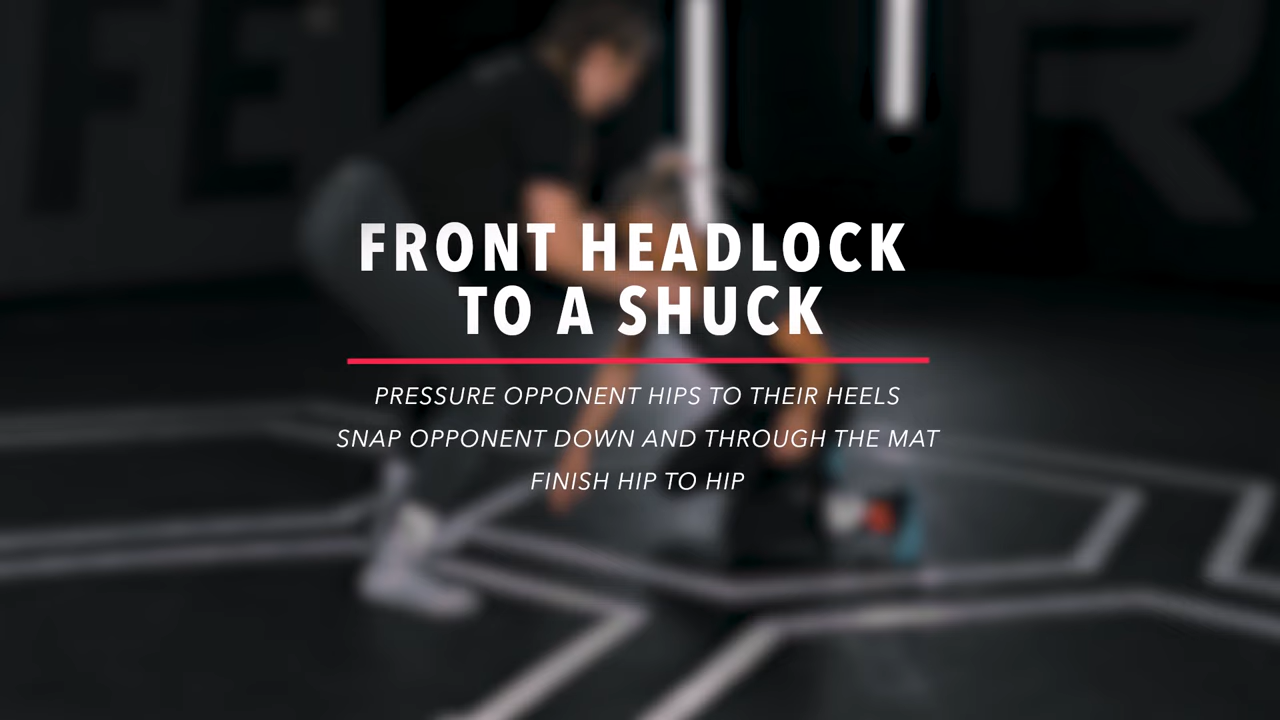 FRONT HEADLOCK
TO A SHUCK
PRESSURE OPPONENT HIPS TO THEIR HEELS
SNAP OPPONENT DOWN AND THROUGH THE MAT
FINISH HIP TO HIP